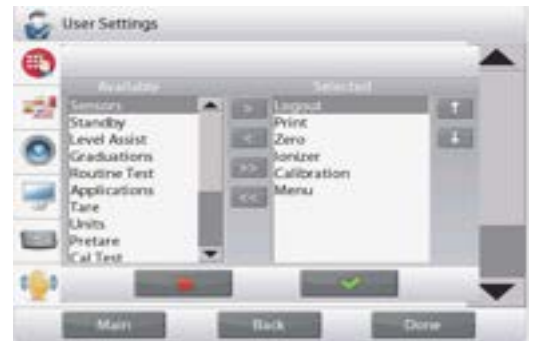 User Settings
Available
Selected
Sensors
Standby
Level Assist
Graduations
Routine Test
Applications
Tare
Units
Pretare
Cal Test
>
<
>>
<<
Logout
Print
Zero
Ionizer
Calibration
Menu
Main
Back
Done